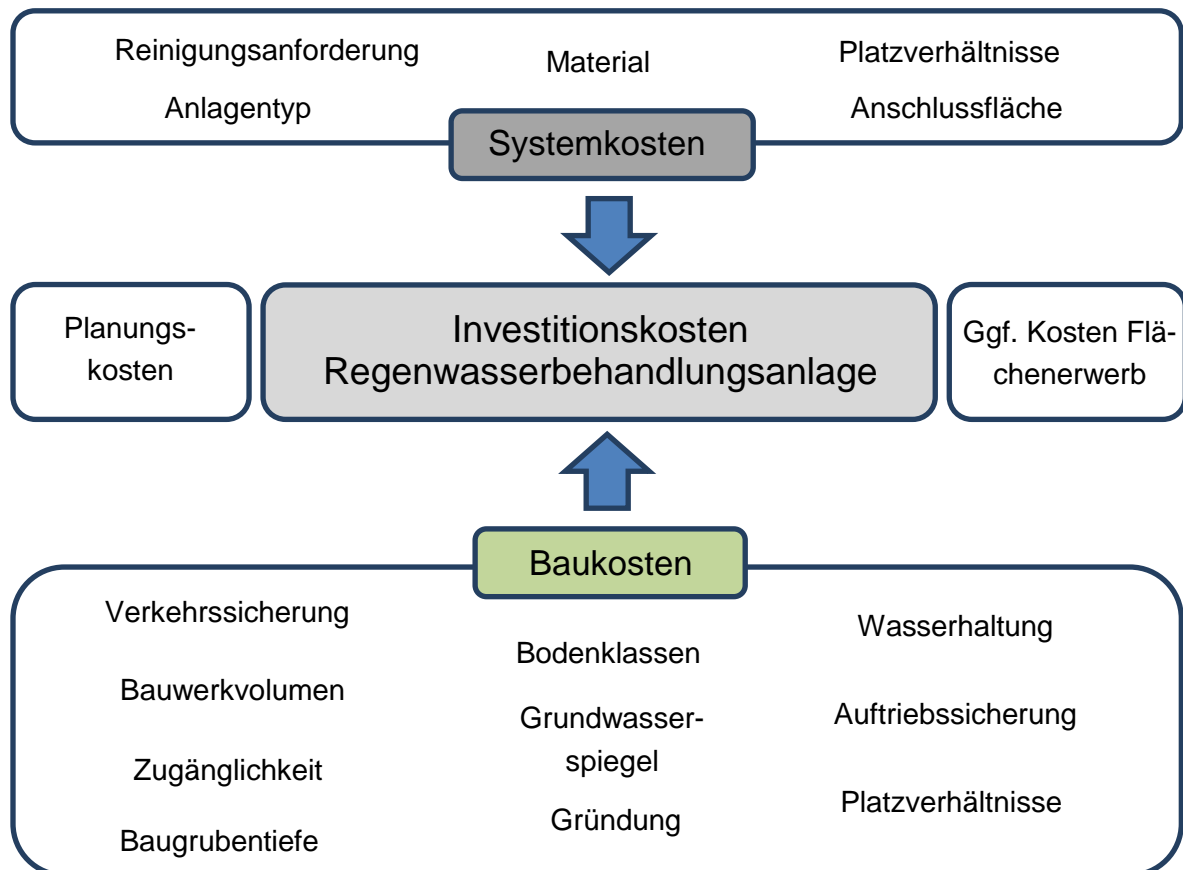 Reinigungsanforderung
Material
Platzverhältnisse
Anlagentyp
Anschlussfläche
Systemkosten
Planungs-
kosten
Investitionskosten
Regenwasserbehandlungsanlage
Ggf. Kosten Flä-
chenerwerb
Baukosten
Verkehrssicherung
Bauwerkvolumen
Zugänglichkeit
Baugrubentiefe
Bodenklassen
Grundwasser-
spiegel
Gründung
Wasserhaltung
Auftriebssicherung
Platzverhältnisse